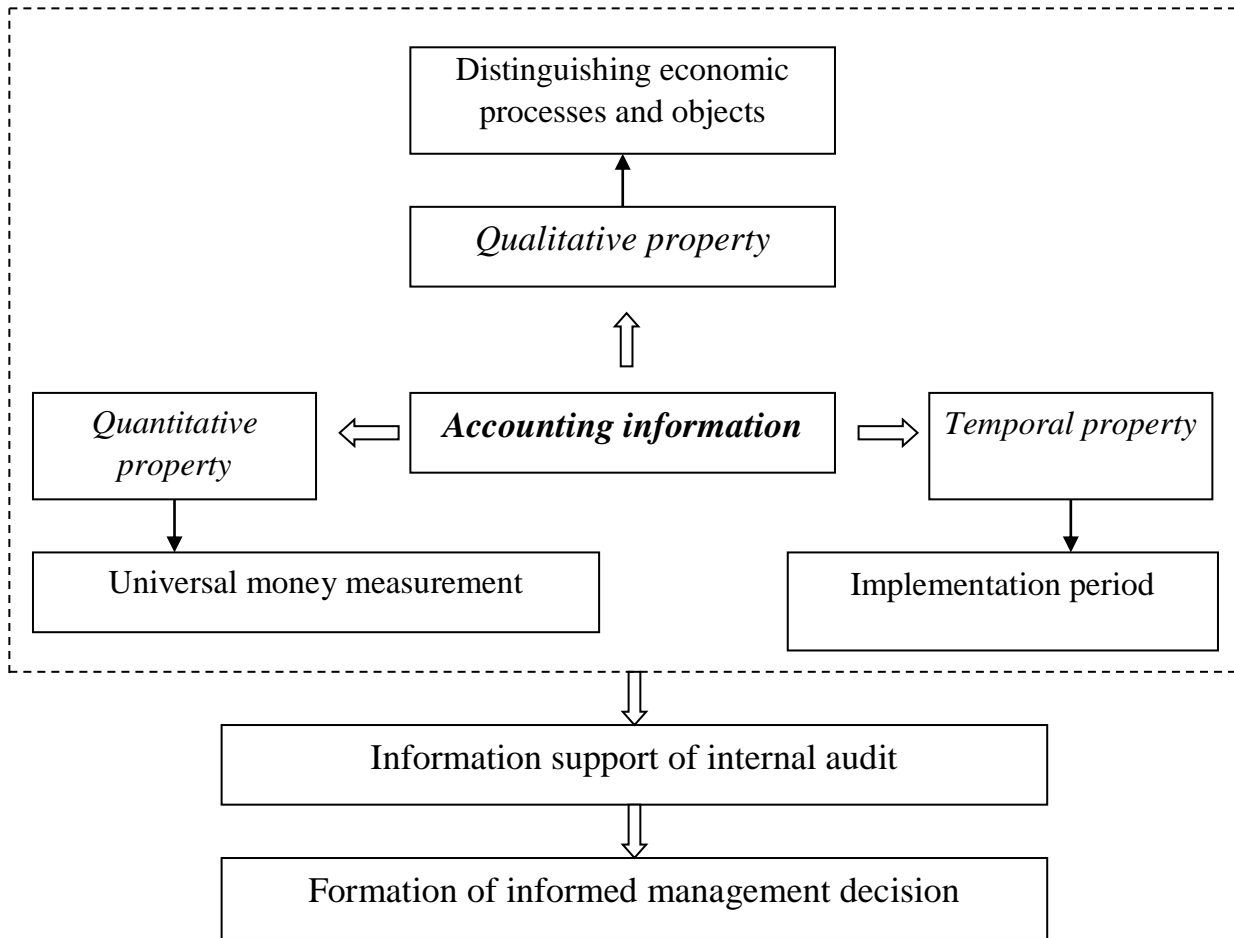 Distinguishing economic
processes and objects
Qualitative property
Quantitative
property
Accounting information
Temporal property
Universal money measurement
Implementation period
Information support of internal audit
Formation of informed management decision